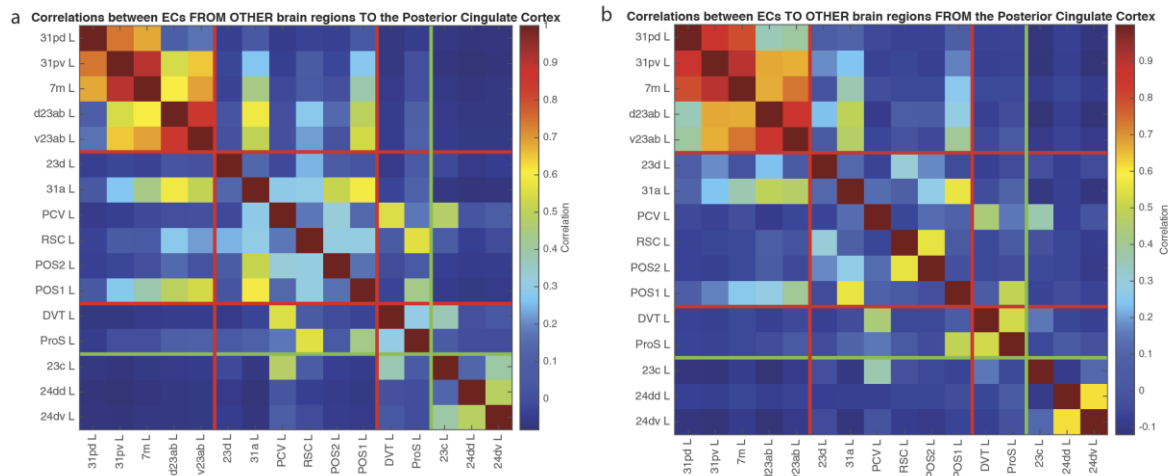 a
Correlations between ECs FROM OTHER brain regions TO the Posterior Cingulate Cortex
31pd L
31pv L
7m L
d23ab L
v23ab L
23d L
31a L
PCV L
RSC L
POS2 L
POS1 L
DVT L
ProS L
23c L
24dd L
24dv L
31pd L
31pv L
7m L
d23ab L
v23ab L
23d L
31a L
PCV L
RSC L
POS2 L
POS1 L
DVT L
ProS L
23c L
24dd L
24dv L
0.9
0.8
0.7
0.6
0.5
0.4
0.3
0.2
0.1
0
Correlation
b
Correlations between ECs TO OTHER brain regions FROM the Posterior Cingulate Cortex
31pd L
31pv L
7m L
d23ab L
v23ab L
23d L
31a L
PCV L
RSC L
POS2 L
POS1 L
DVT L
ProS L
23c L
24dd L
24dv L
31pd L
31pv L
7m L
d23ab L
v23ab L
23d L
31a L
PCV L
RSC L
POS2 L
POS1 L
DVT L
ProS L
23c L
24dd L
24dv L
0.9
0.8
0.7
0.6
0.5
0.4
0.3
0.2
0.1
0
-0.1
Correlation